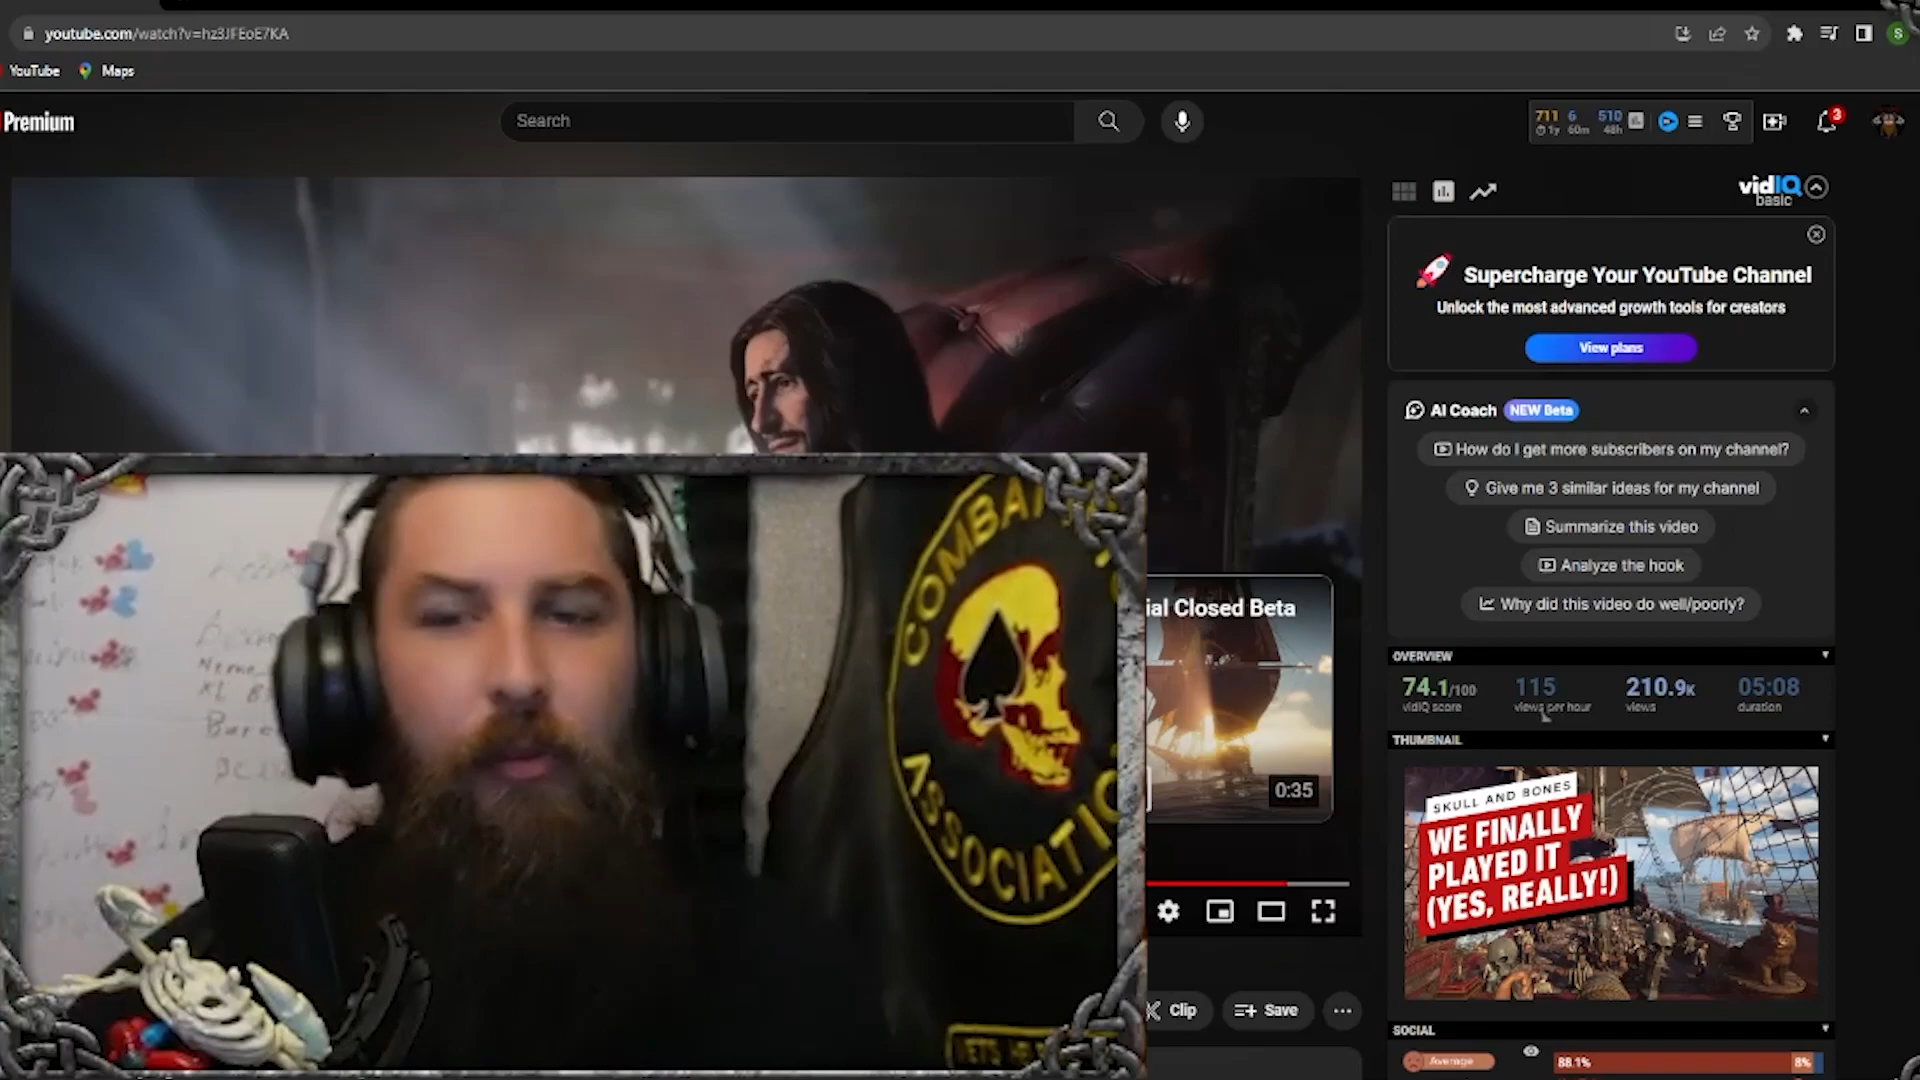 youtube.com/watch?v=hz3JFEoE7KA
YouTube
Maps
Premium
Search
711 6 510
1y 60m 48h
3
S
vidIQ
basic
Supercharge Your YouTube Channel
Unlock the most advanced growth tools for creators
View plans
AI Coach NEW Beta
How do I get more subscribers on my channel?
Give me 3 similar ideas for my channel
Summarize this video
Analyze the hook
Why did this video do well/poorly?
ial Closed Beta
0:35
OVERVIEW
74.1/100 115 210.9K 05:08
vidIQ score views per hour views duration
THUMBNAIL
SKULL AND BONES
WE FINALLY
PLAYED IT
(YES, REALLY!)
COMBAT
ASSOCIATIO
Clip
Save
SOCIAL
Average
88.1%
8%